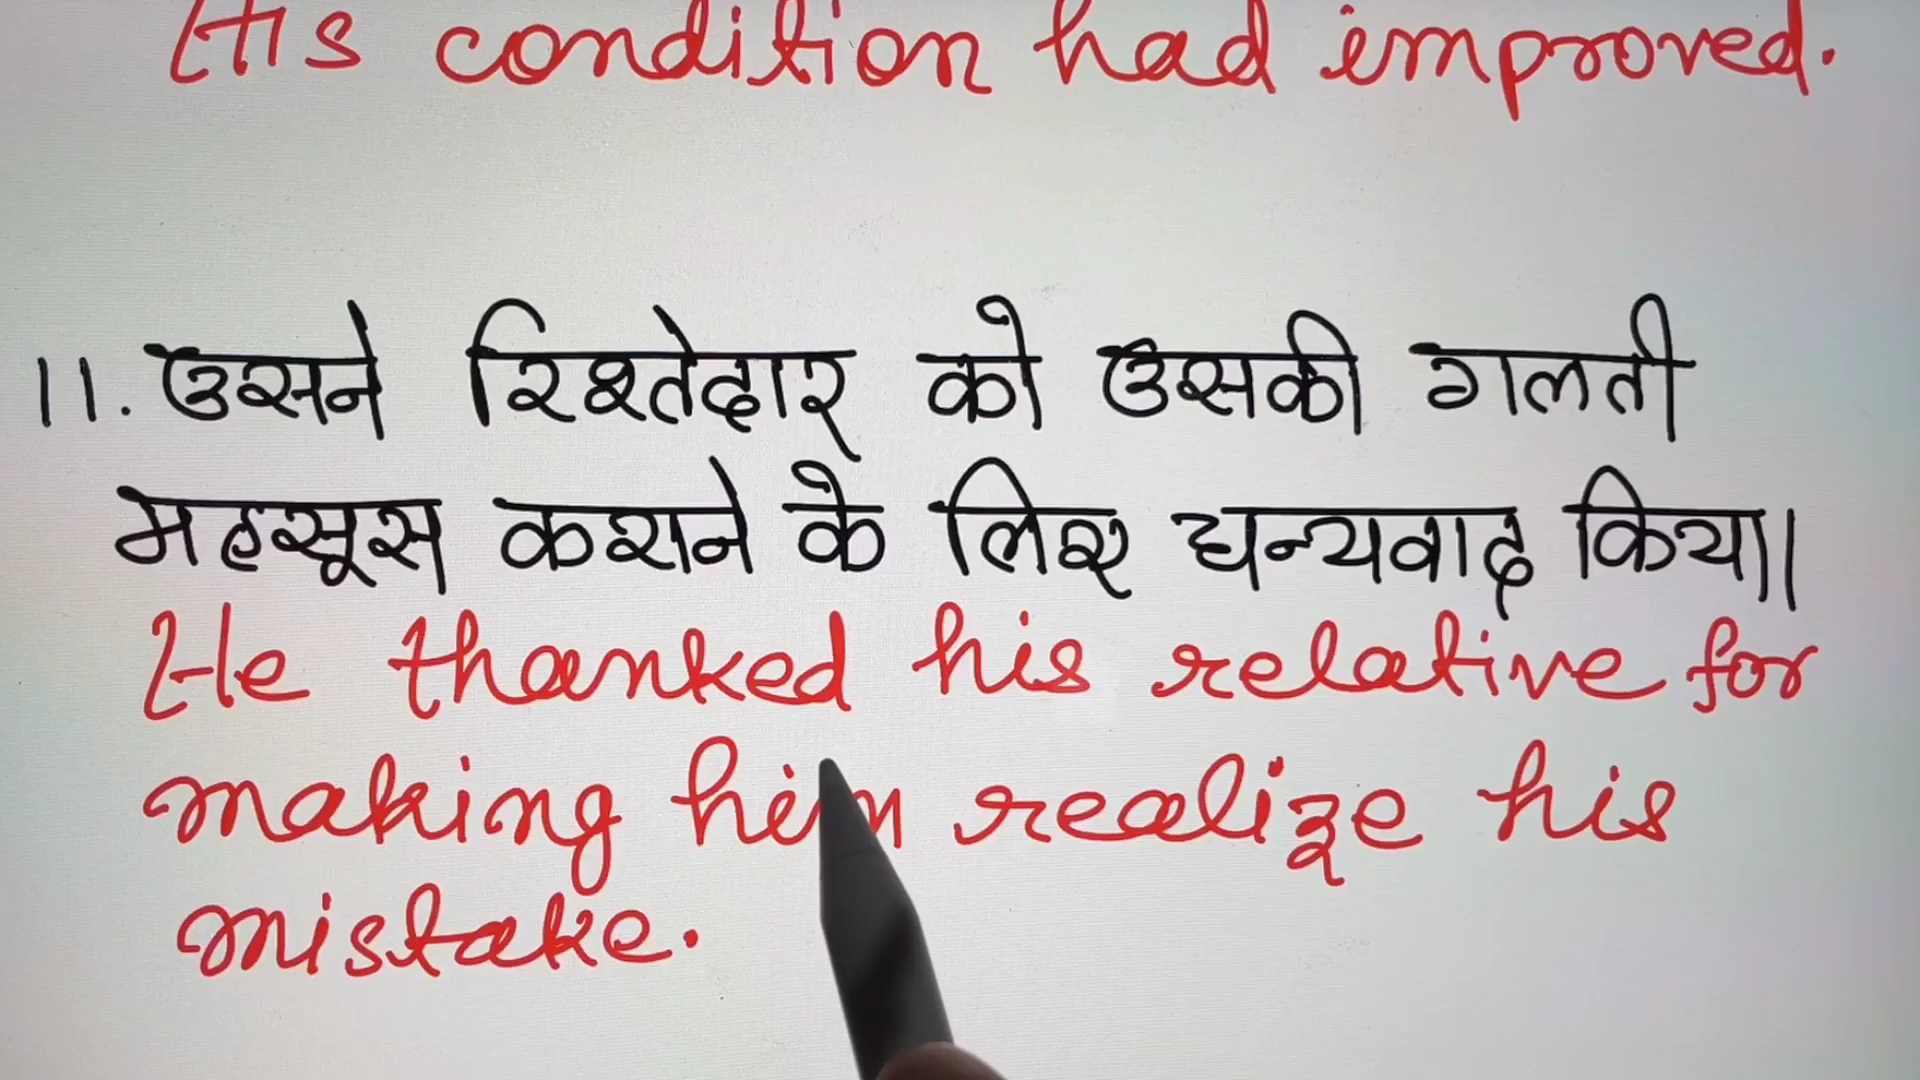 His condition had improved.
11. उसने रिश्तेदार को उसकी गलती
महसूस कराने के लिए धन्यवाद किया।
He thanked his relative for
making him realize his
mistake.